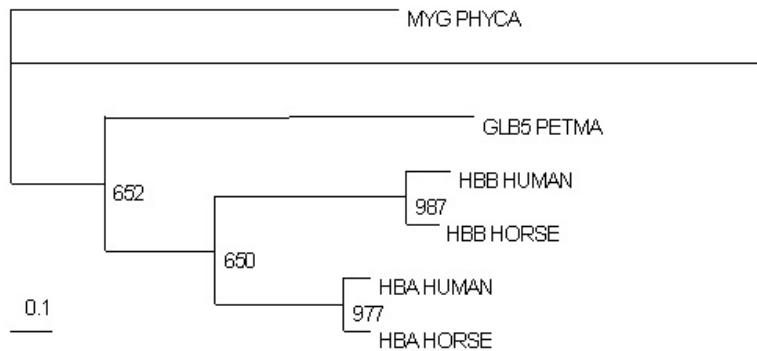 MYG PHYCA
GLB5 PETMA
HBB HUMAN
652
987
HBB HORSE
650
HBA HUMAN
0.1
977
HBA HORSE